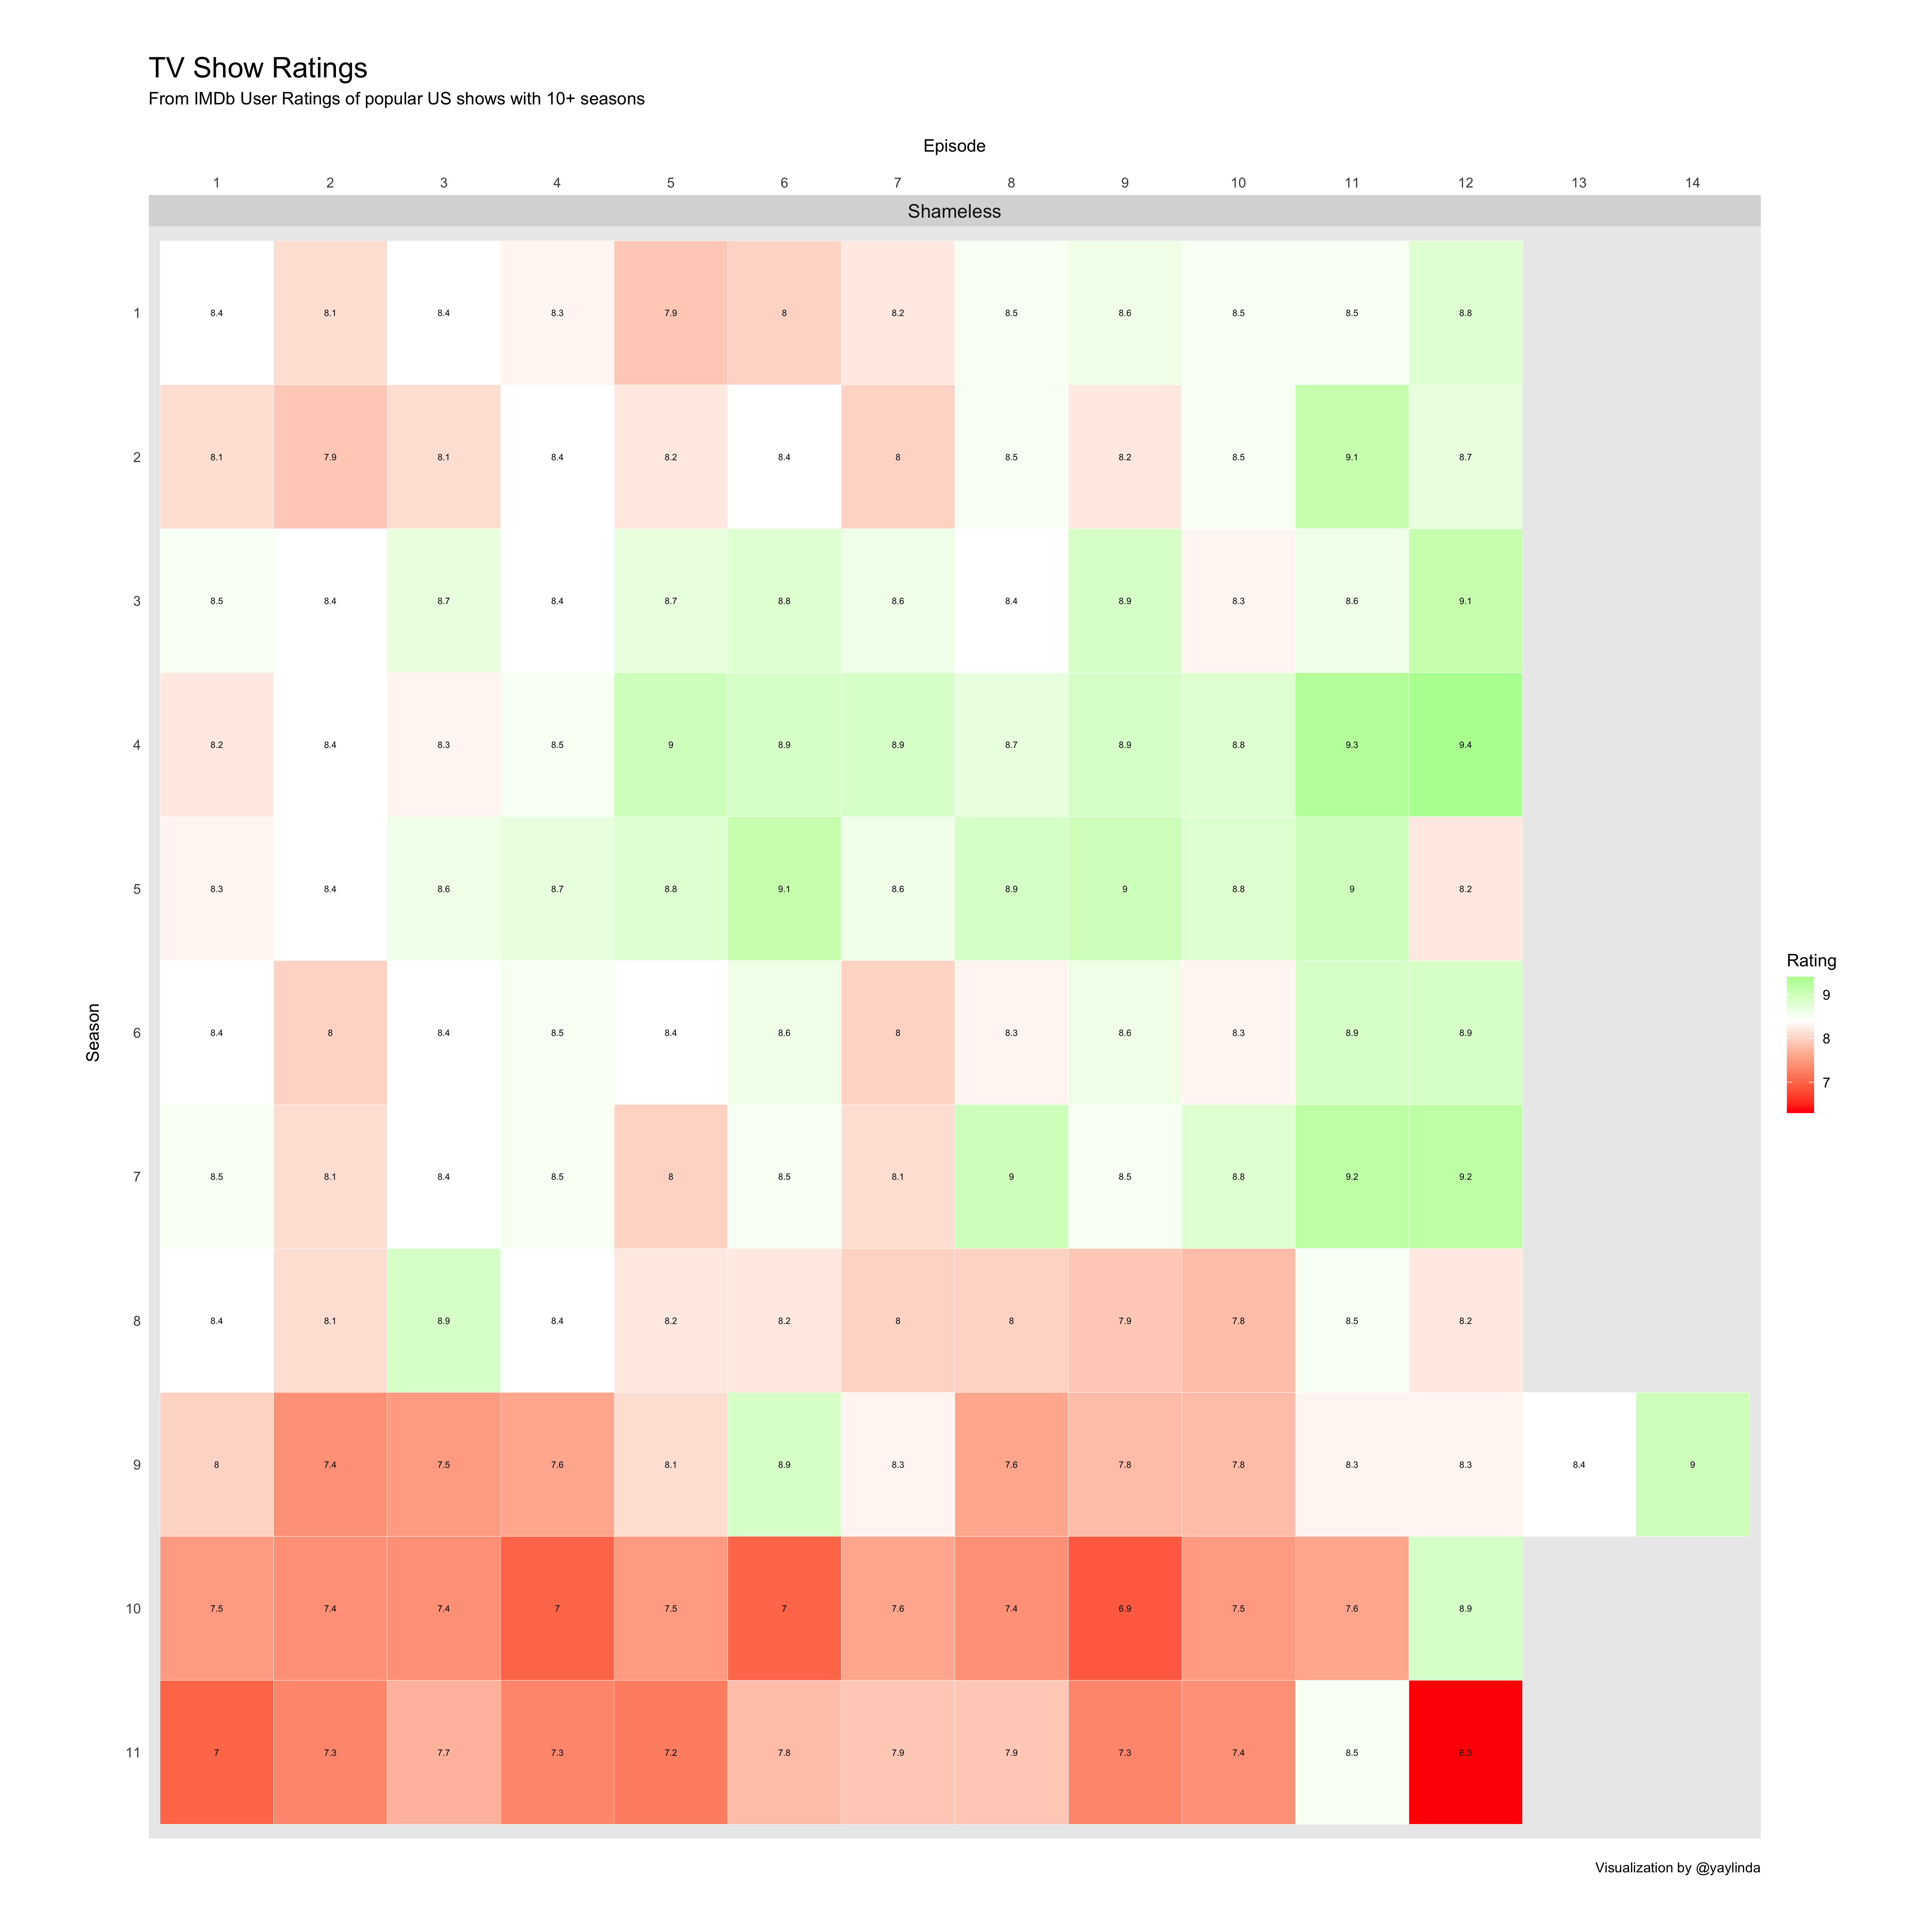 TV Show Ratings
From IMDb User Ratings of popular US shows with 10+ seasons
Episode
1 2 3 4 5 6 7 8 9 10 11 12 13 14
Shameless
1 8.4 8.1 8.4 8.3 7.9 8 8.2 8.5 8.6 8.5 8.5 8.8
2 8.1 7.9 8.1 8.4 8.2 8.4 8 8.5 8.2 8.5 9.1 8.7
3 8.5 8.4 8.7 8.4 8.7 8.8 8.6 8.4 8.9 8.3 8.6 9.1
4 8.2 8.4 8.3 8.5 9 8.9 8.9 8.7 8.9 8.8 9.3 9.4
5 8.3 8.4 8.6 8.7 8.8 9.1 8.6 8.9 9 8.8 9 8.2
6 8.4 8 8.4 8.5 8.4 8.6 8 8.3 8.6 8.3 8.9 8.9
7 8.5 8.1 8.4 8.5 8 8.5 8.1 9 8.5 8.8 9.2 9.2
8 8.4 8.1 8.9 8.4 8.2 8.2 8 8 7.9 7.8 8.5 8.2
9 8 7.4 7.5 7.6 8.1 8.9 8.3 7.6 7.8 7.8 8.3 8.3 8.4 9
10 7.5 7.4 7.4 7 7.5 7 7.6 7.4 6.9 7.5 7.6 8.9
11 7 7.3 7.7 7.3 7.2 7.8 7.9 7.9 7.3 7.4 8.5 6.3
Season
Rating
9
8
7
Visualization by @yaylinda